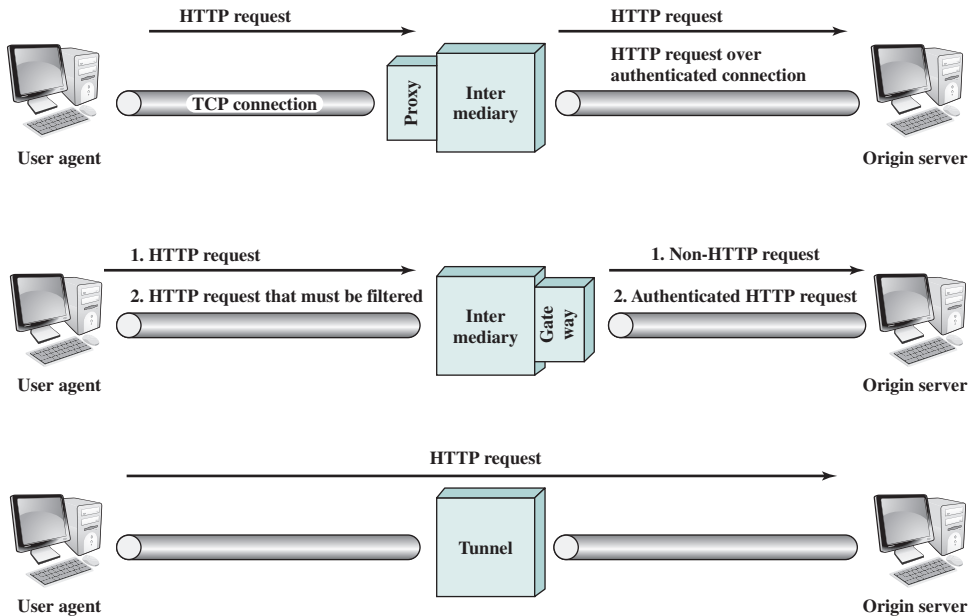 HTTP request
HTTP request
HTTP request over
authenticated connection
TCP connection
Proxy
Inter
mediary
User agent
Origin server
1. HTTP request
1. Non-HTTP request
2. HTTP request that must be filtered
2. Authenticated HTTP request
Inter
mediary
Gate
way
User agent
Origin server
HTTP request
Tunnel
User agent
Origin server